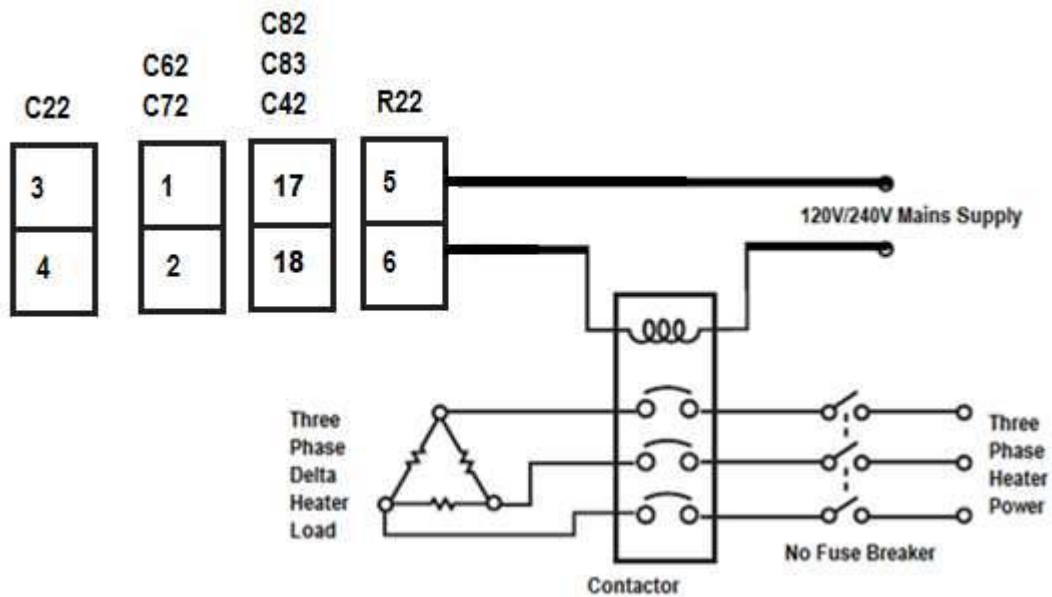 C82
C62
C83
C22
C72
C42
R22
3
1
17
5
4
2
18
6
120V/240V Mains Supply
Three
Phase
Delta
Heater
Load
Three
Phase
Heater
Power
No Fuse Breaker
Contactor